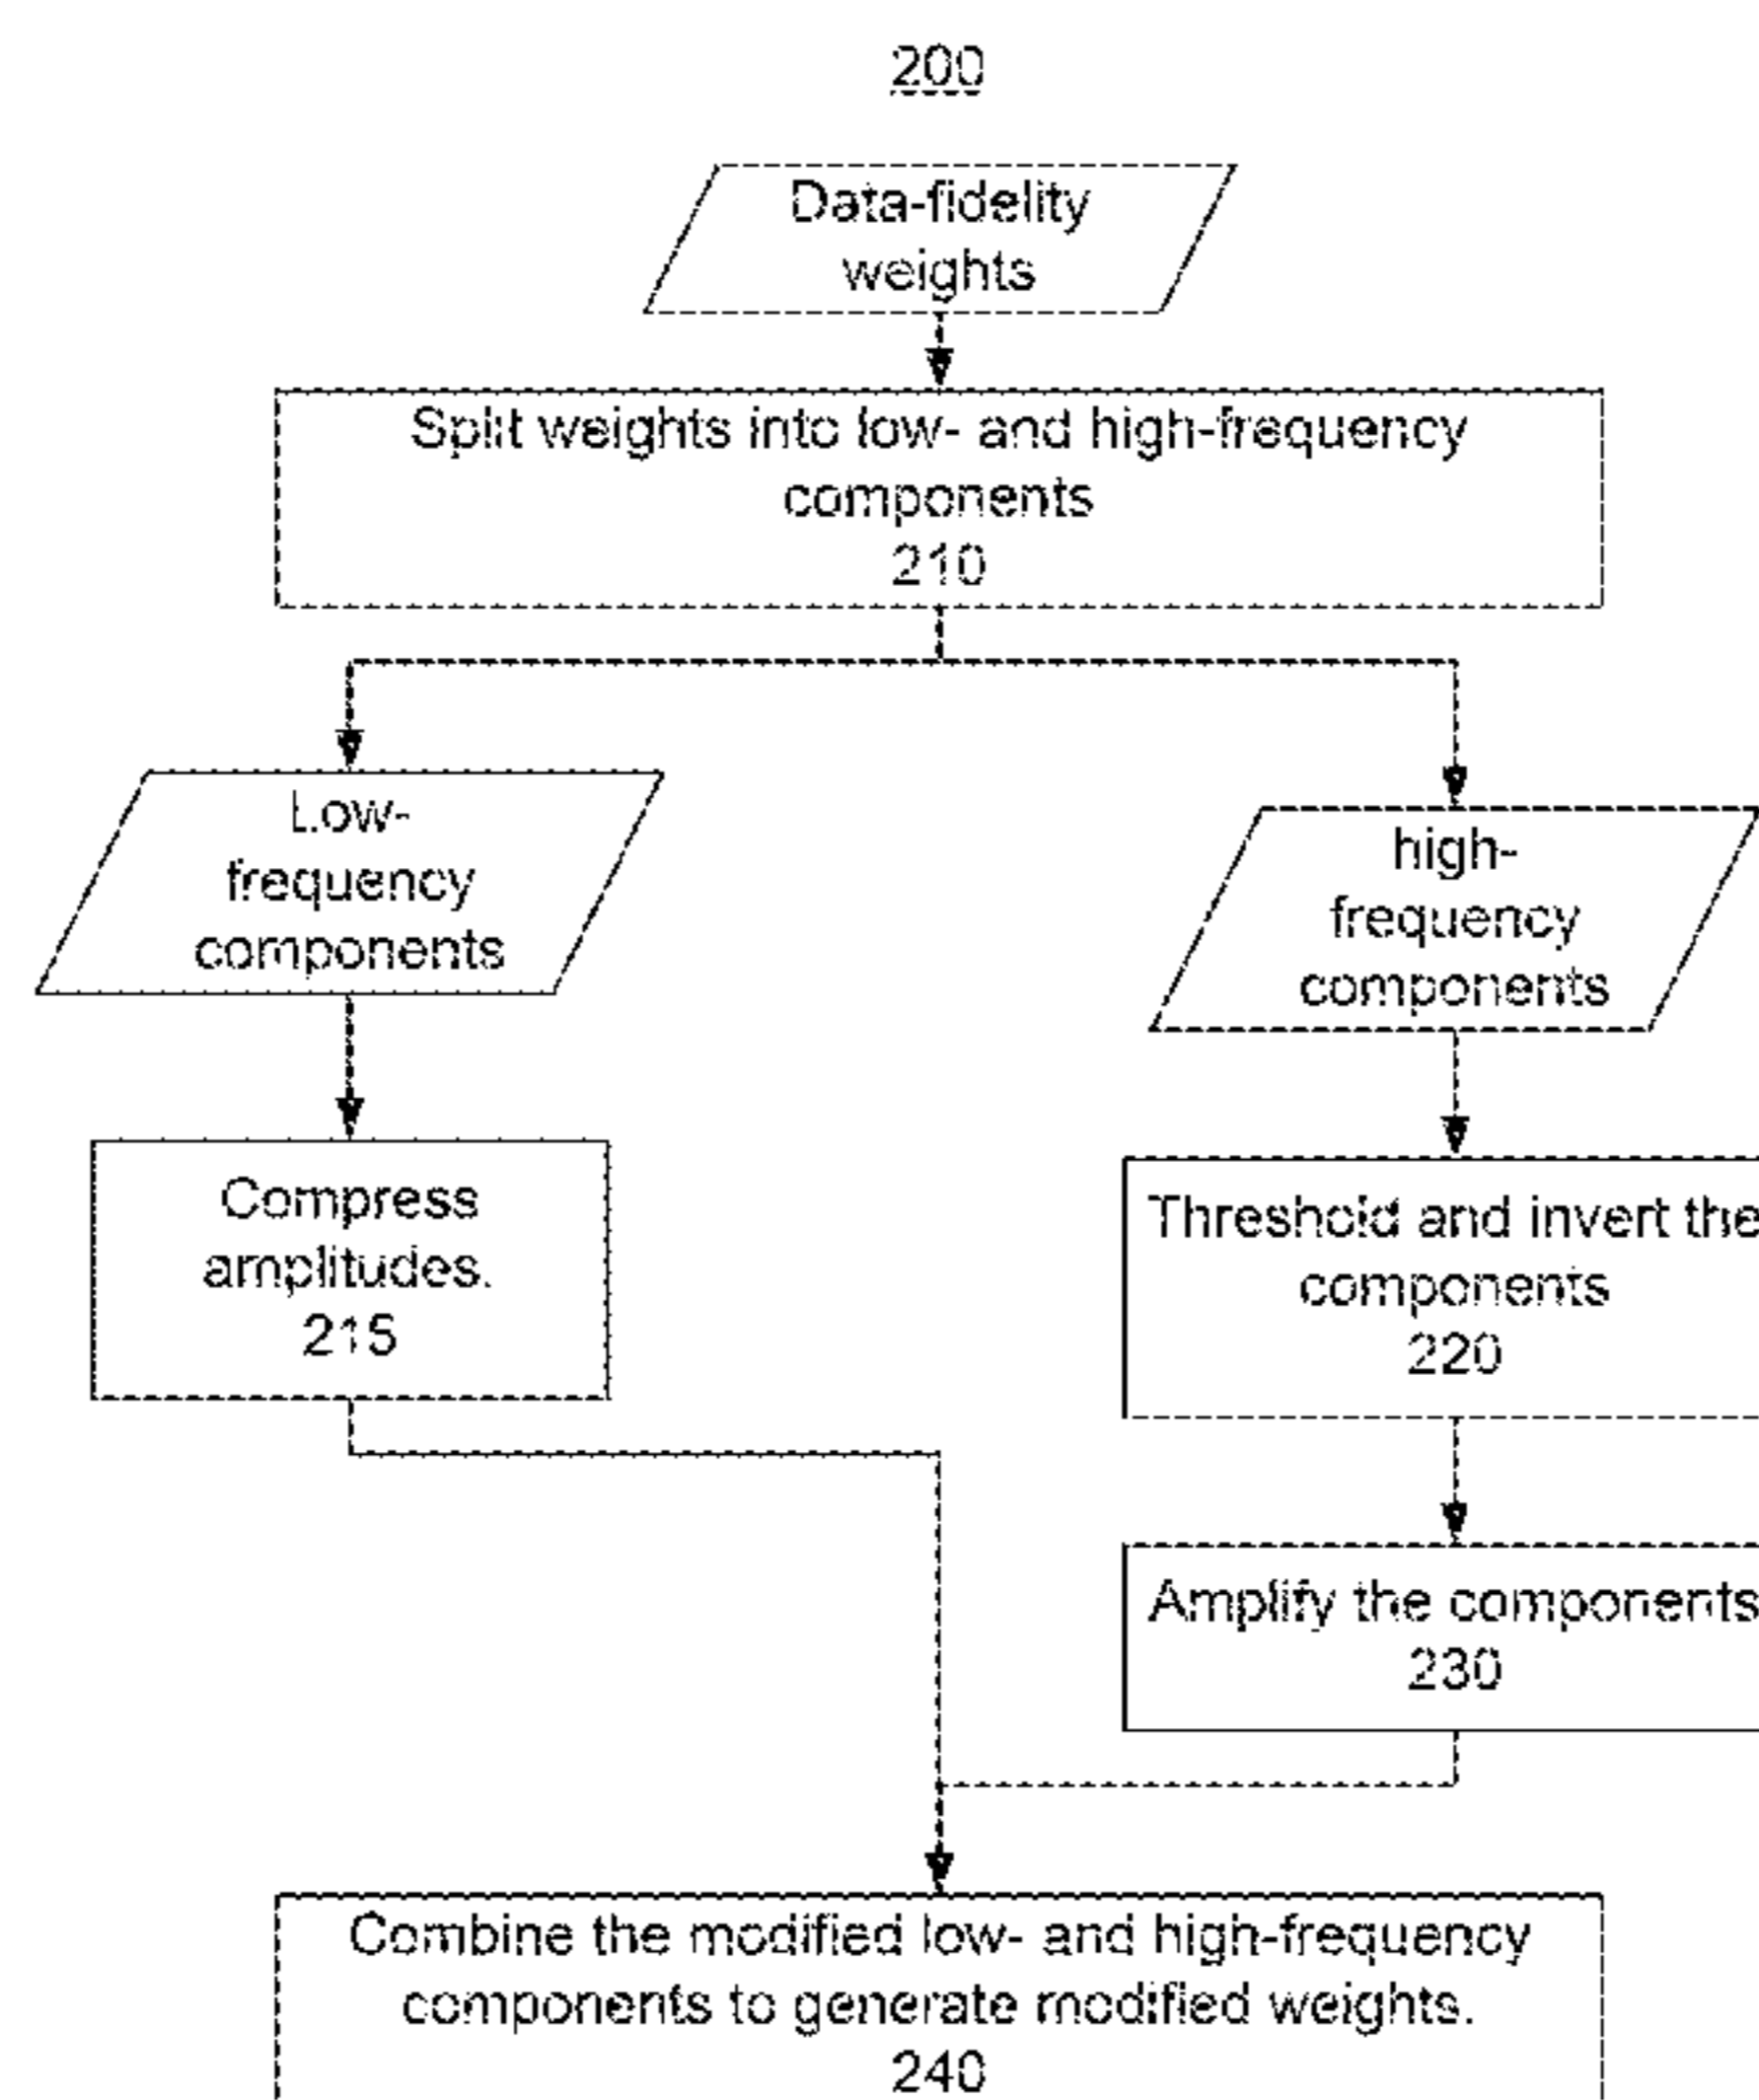 200
Data-fidelity
weights
Split weights into low- and high-frequency
components
210
Low-
frequency
components
high-
frequency
components
Compress
amplitudes.
215
Threshold and invert the
components
220
Amplify the components
230
Combine the modified low- and high-frequency
components to generate modified weights.
240